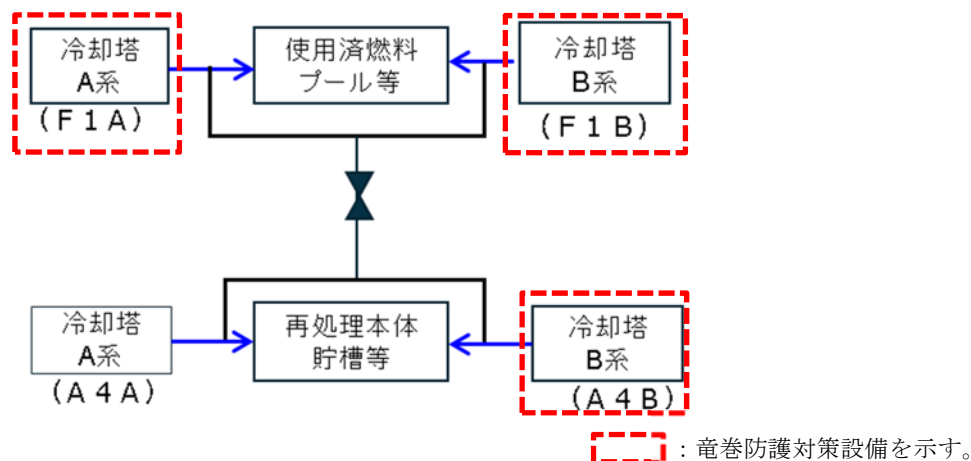 冷却塔
A系
(F1A)
使用済燃料
プール等
冷却塔
B系
(F1B)
冷却塔
A系
(A4A)
再処理本体
貯槽等
冷却塔
B系
(A4B)
：竜巻防護対策設備を示す。